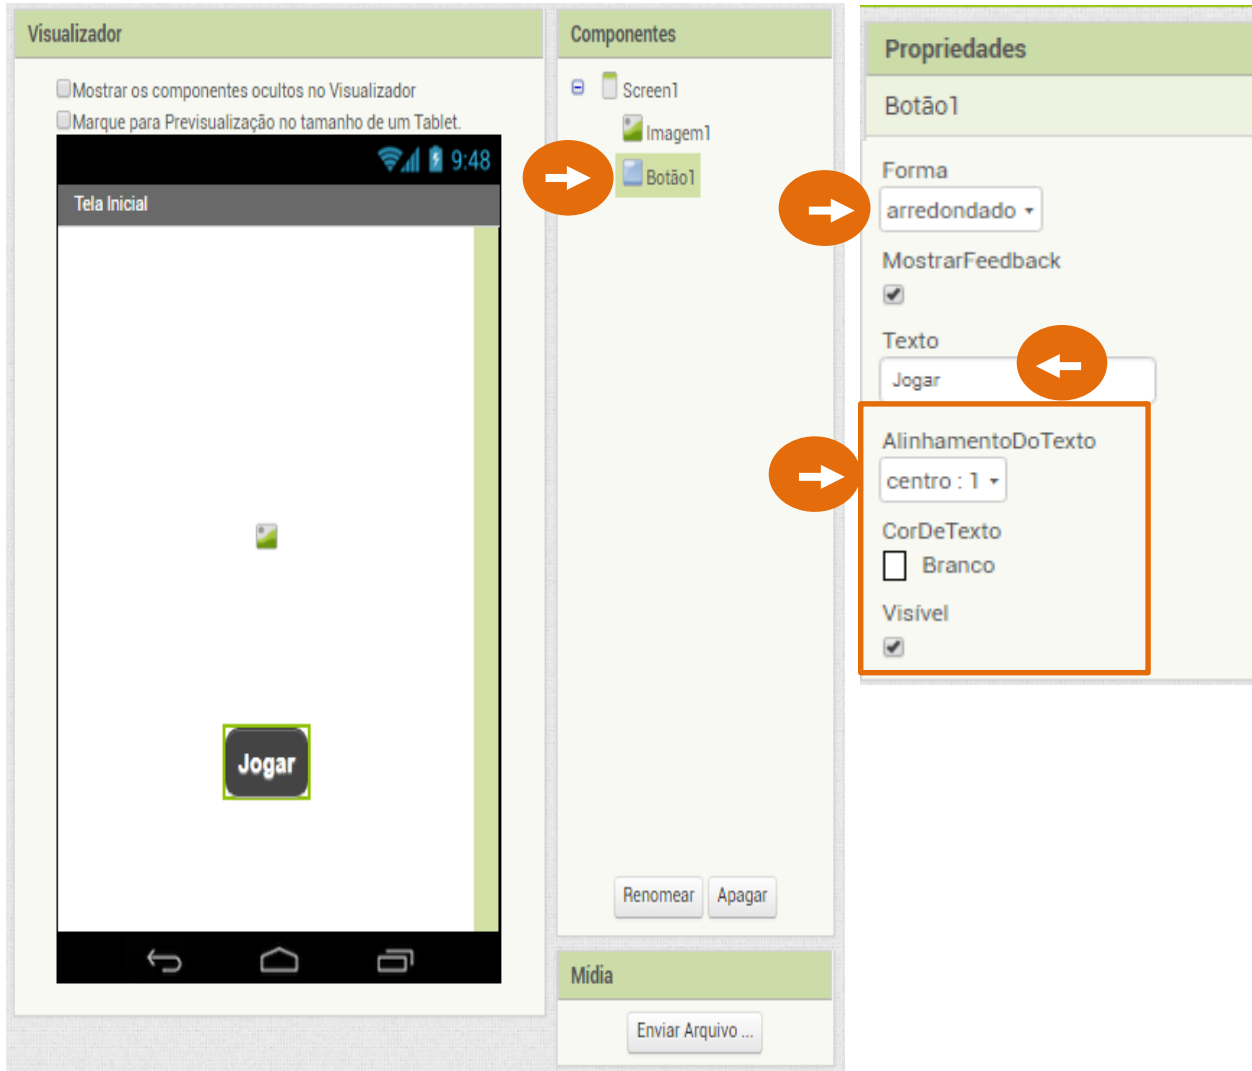 Visualizador
Mostrar os componentes ocultos no Visualizador
Marque para Previsualização no tamanho de um Tablet.
9:48
Tela Inicial
Jogar
Componentes
Screen1
Imagem1
Botão1
Renomear Apagar
Mídia
Enviar Arquivo ...
Propriedades
Botão1
Forma
arredondado
MostrarFeedback
Texto
Jogar
AlinhamentoDoTexto
centro : 1
CorDeTexto
Branco
Visível